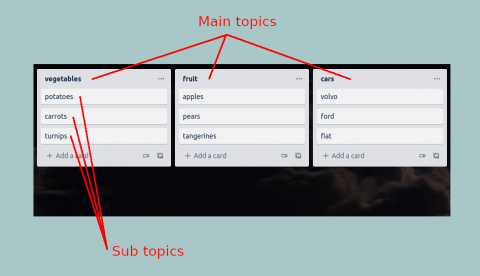 Main topics
vegetables
potatoes
carrots
turnips
+ Add a card
fruit
apples
pears
tangerines
+ Add a card
cars
volvo
ford
fiat
+ Add a card
Sub topics